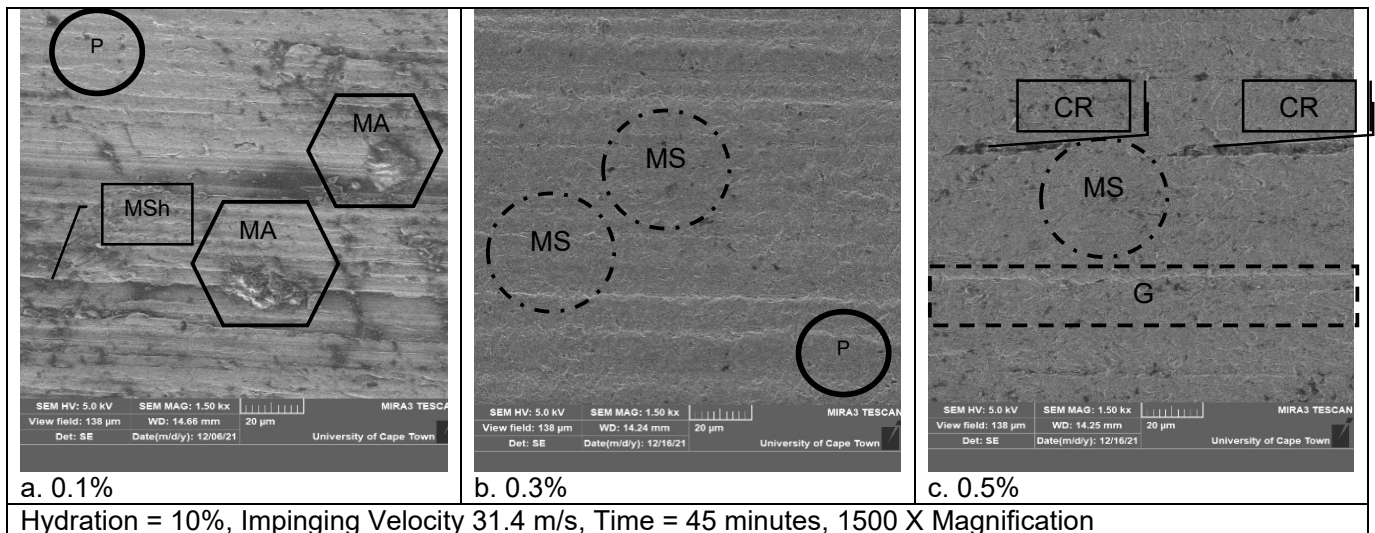 P
MA
MSh
MA
SEM HV: 5.0 kV SEM MAG: 1.50 kx MIRA3 TESCAN
View field: 138 µm WD: 14.66 mm 20 µm
Det: SE Date(m/d/y): 12/06/21 University of Cape Town
a. 0.1%
MS
MS
P
SEM HV: 5.0 kV SEM MAG: 1.50 kx MIRA3 TESCAN
View field: 138 µm WD: 14.24 mm 20 µm
Det: SE Date(m/d/y): 12/16/21 University of Cape Town
b. 0.3%
CR CR
MS
G
SEM HV: 5.0 kV SEM MAG: 1.50 kx MIRA3 TESCAN
View field: 138 µm WD: 14.25 mm 20 µm
Det: SE Date(m/d/y): 12/16/21 University of Cape Town
c. 0.5%
Hydration = 10%, Impinging Velocity 31.4 m/s, Time = 45 minutes, 1500 X Magnification